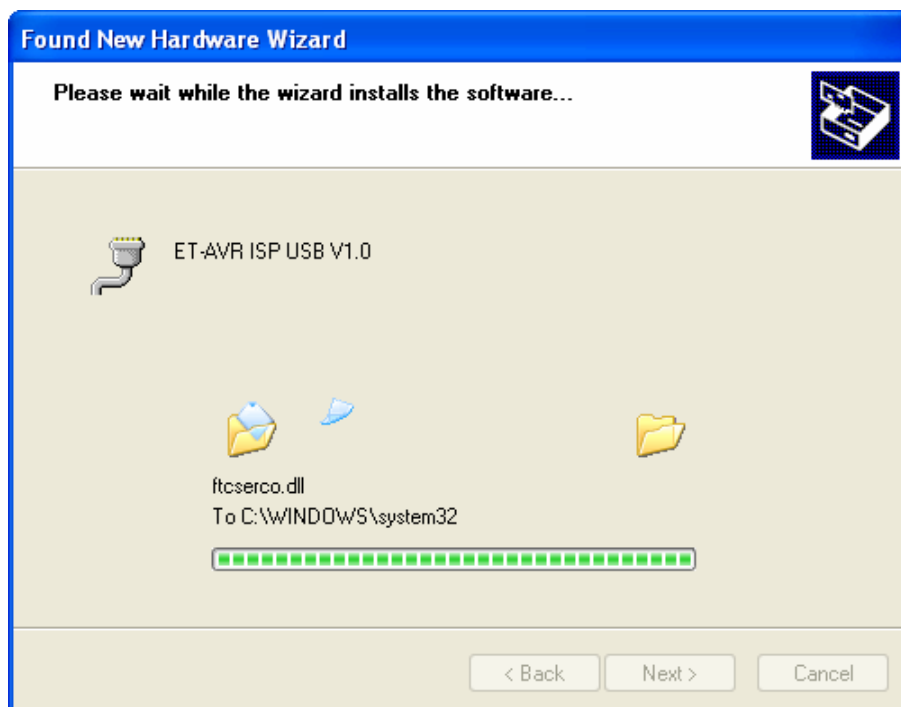 Found New Hardware Wizard
Please wait while the wizard installs the software...
ET-AVR ISP USB V1.0
ftcserco.dll
To C:\WINDOWS\system32
< Back
Next >
Cancel